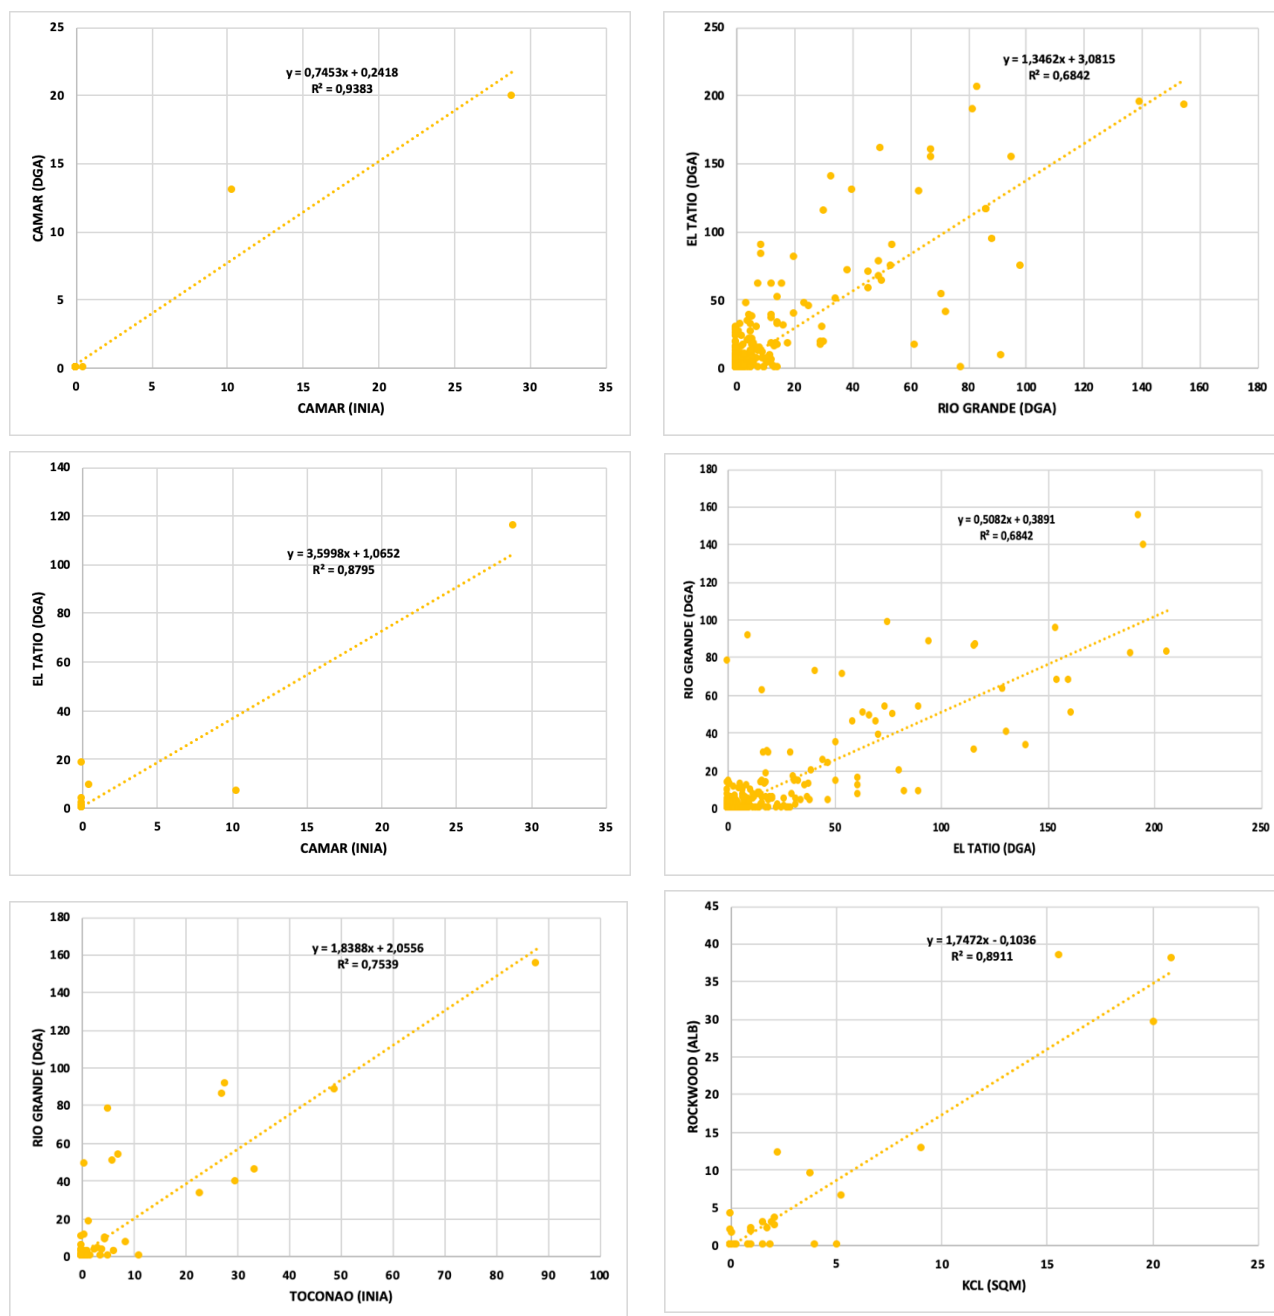 25
20
15
10
5
0
CAMAR (DGA)
y = 0,7453x + 0,2418
R² = 0,9383
0 5 10 15 20 25 30 35
CAMAR (INIA)
250
200
150
100
50
0
EL TATIO (DGA)
y = 1,3462x + 3,0815
R² = 0,6842
0 20 40 60 80 100 120 140 160 180
RIO GRANDE (DGA)
140
120
100
80
60
40
20
0
EL TATIO (DGA)
y = 3,5998x + 1,0652
R² = 0,8795
0 5 10 15 20 25 30 35
CAMAR (INIA)
180
160
140
120
100
80
60
40
20
0
RIO GRANDE (DGA)
y = 0,5082x + 0,3891
R² = 0,6842
0 50 100 150 200 250
EL TATIO (DGA)
180
160
140
120
100
80
60
40
20
0
RIO GRANDE (DGA)
y = 1,8388x + 2,0556
R² = 0,7539
0 10 20 30 40 50 60 70 80 90 100
TOCONAO (INIA)
45
40
35
30
25
20
15
10
5
0
ROCKWOOD (ALB)
y = 1,7472x - 0,1036
R² = 0,8911
0 5 10 15 20 25
KCL (SQM)